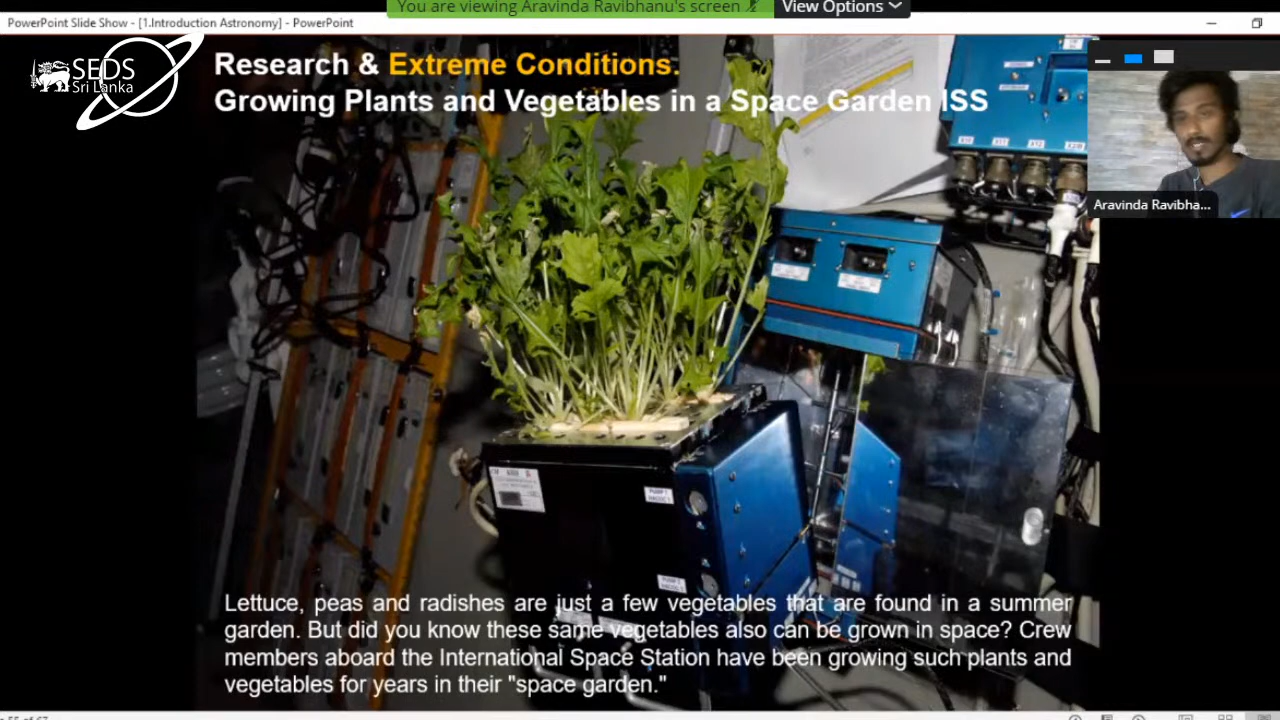 You are viewing Aravinda Ravibhanu's screen
View Options
PowerPoint Slide Show - [1.Introduction Astronomy] - PowerPoint
SEDS
Sri Lanka
Research & Extreme Conditions.
Growing Plants and Vegetables in a Space Garden ISS
Aravinda Ravibha...
Lettuce, peas and radishes are just a few vegetables that are found in a summer
garden. But did you know these same vegetables also can be grown in space? Crew
members aboard the International Space Station have been growing such plants and
vegetables for years in their "space garden."